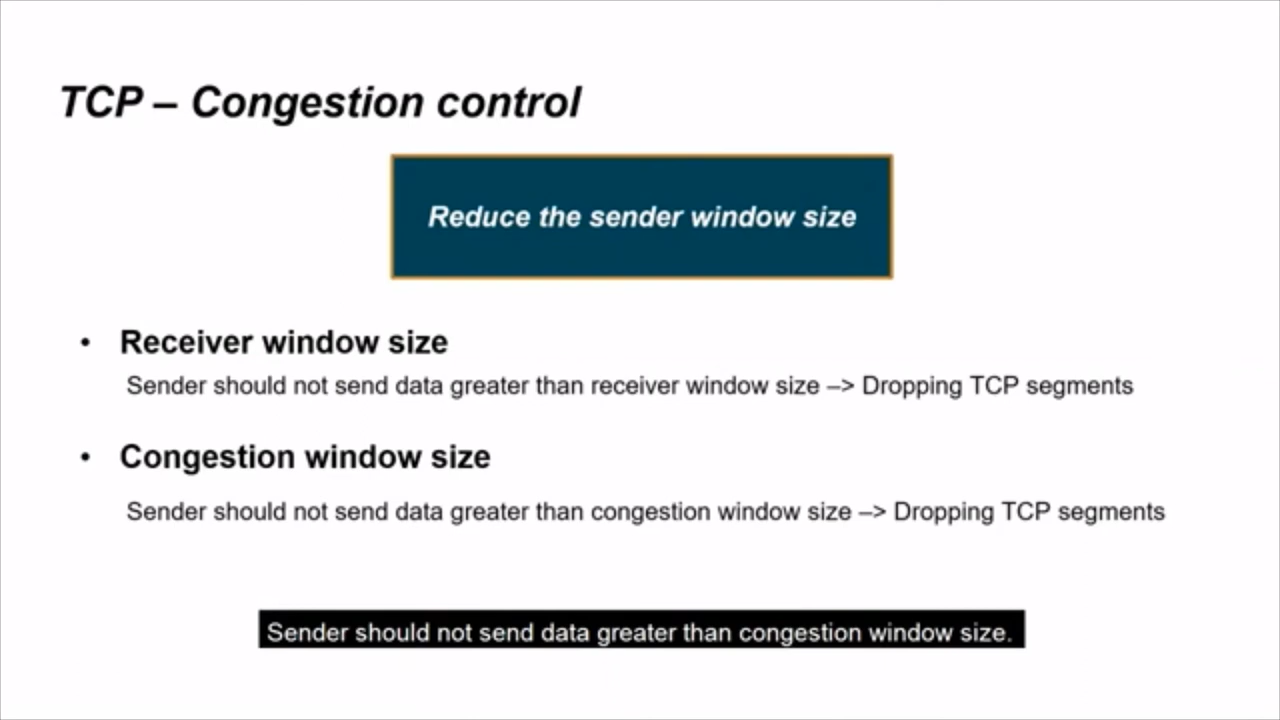 TCP – Congestion control
Reduce the sender window size
• Receiver window size
Sender should not send data greater than receiver window size –> Dropping TCP segments
• Congestion window size
Sender should not send data greater than congestion window size –> Dropping TCP segments
Sender should not send data greater than congestion window size.